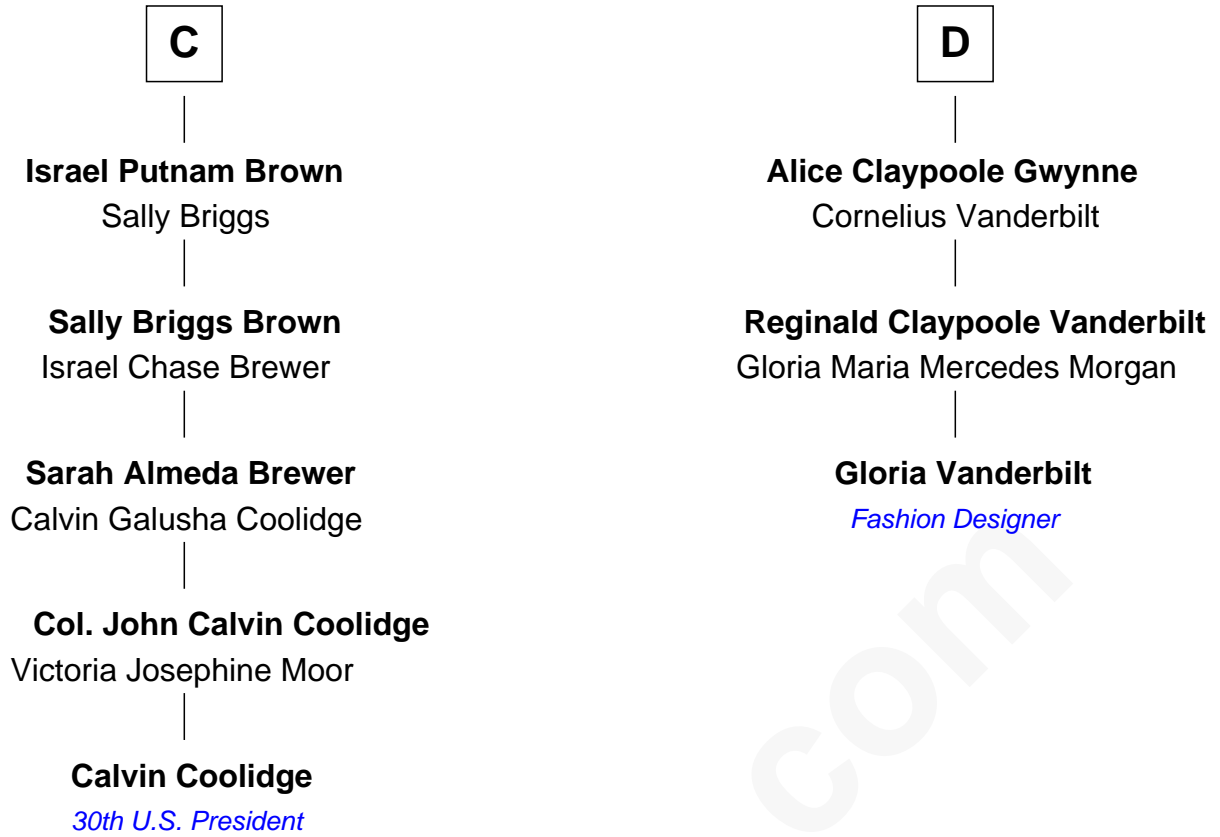 C
Israel Putnam Brown
Sally Briggs
Sally Briggs Brown
Israel Chase Brewer
Sarah Almeda Brewer
Calvin Galusha Coolidge
Col. John Calvin Coolidge
Victoria Josephine Moor
Calvin Coolidge
30th U.S. President
D
Alice Claypoole Gwynne
Cornelius Vanderbilt
Reginald Claypoole Vanderbilt
Gloria Maria Mercedes Morgan
Gloria Vanderbilt
Fashion Designer
com